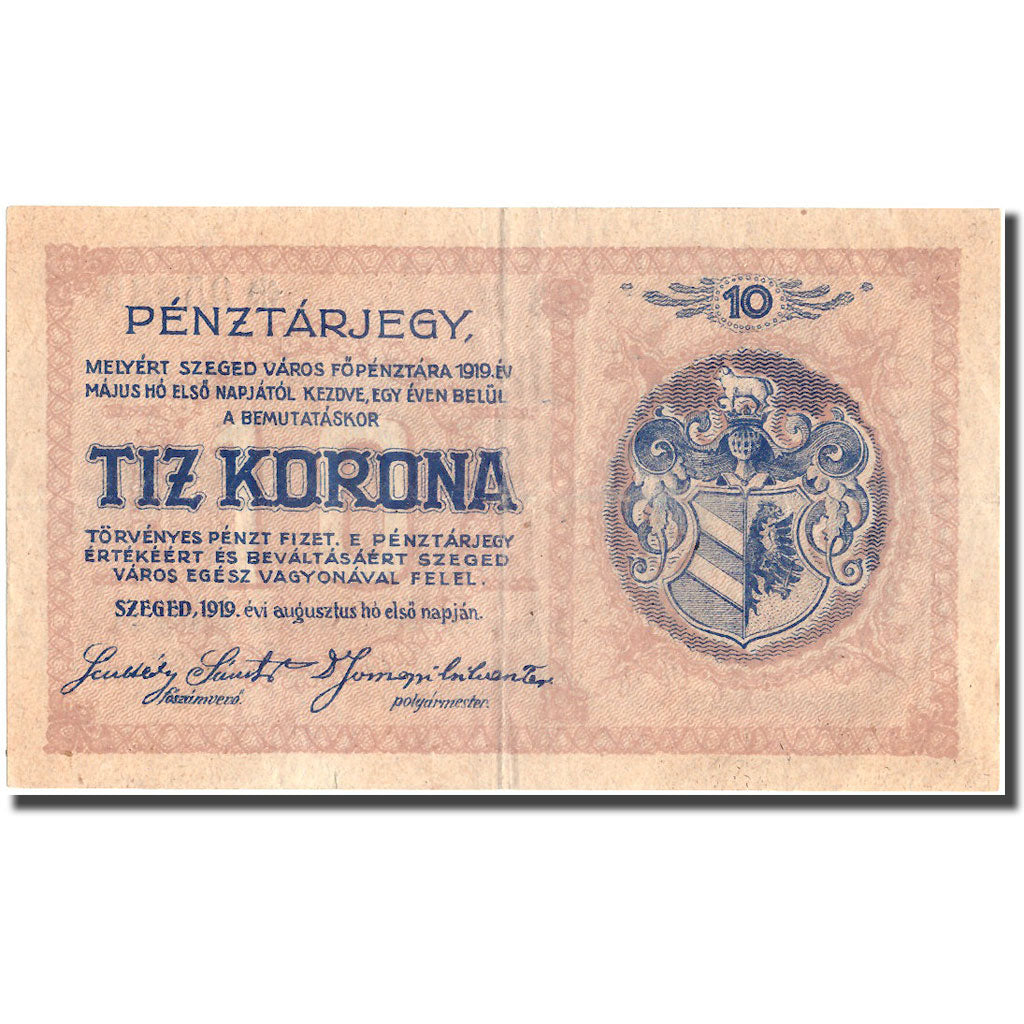 PÉNZTÁRJEGY,
MELYÉRT SZEGED VÁROS FŐPÉNZTÁRA 1919. ÉV
MÁJUS HÓ ELSŐ NAPJÁTÓL KEZDVE, EGY ÉVEN BELÜL
A BEMUTATÁSKOR
TIZ KORONA
TÖRVÉNYES PÉNZT FIZET. E PÉNZTÁRJEGY
ÉRTÉKÉÉRT ÉS BEVÁLTÁSÁÉRT SZEGED
VÁROS EGÉSZ VAGYONÁVAL FELEL.
SZEGED, 1919. évi augusztus hó első napján.
főszámvevő.
polgármester.
10